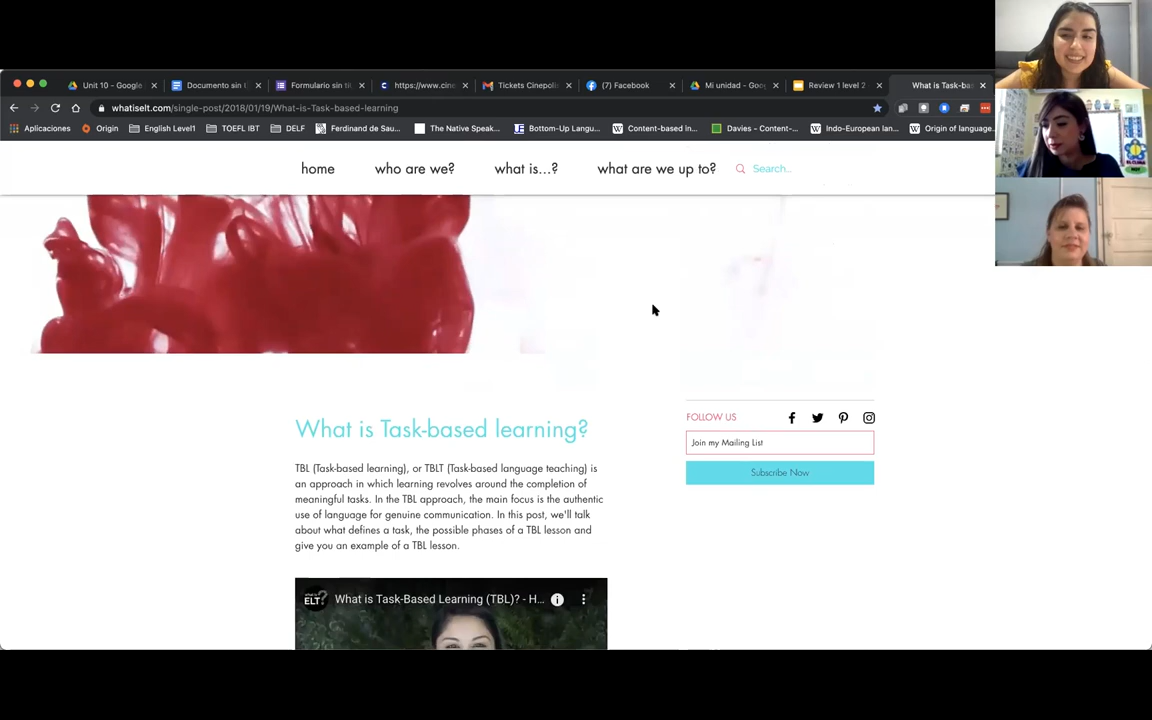 Unit 10 - Google
Documento sin t
Formulario sin tí
https://www.cine
Tickets Cinepolis
(7) Facebook
Mi unidad - Goog
Review 1 level 2
What is Task-bas
whatiselt.com/single-post/2018/01/19/What-is-Task-based-learning
Aplicaciones
Origin
English Level1
TOEFL IBT
DELF
Ferdinand de Sau...
The Native Speak...
Bottom-Up Langu...
Content-based In...
Davies - Content-...
Indo-European lan...
Origin of language...
home
who are we?
what is...?
what are we up to?
Search...
What is Task-based learning?
TBL (Task-based learning), or TBLT (Task-based language teaching) is
an approach in which learning revolves around the completion of
meaningful tasks. In the TBL approach, the main focus is the authentic
use of language for genuine communication. In this post, we'll talk
about what defines a task, the possible phases of a TBL lesson and
give you an example of a TBL lesson.
FOLLOW US
Join my Mailing List
Subscribe Now
what is
ELT?
What is Task-Based Learning (TBL)? - H...